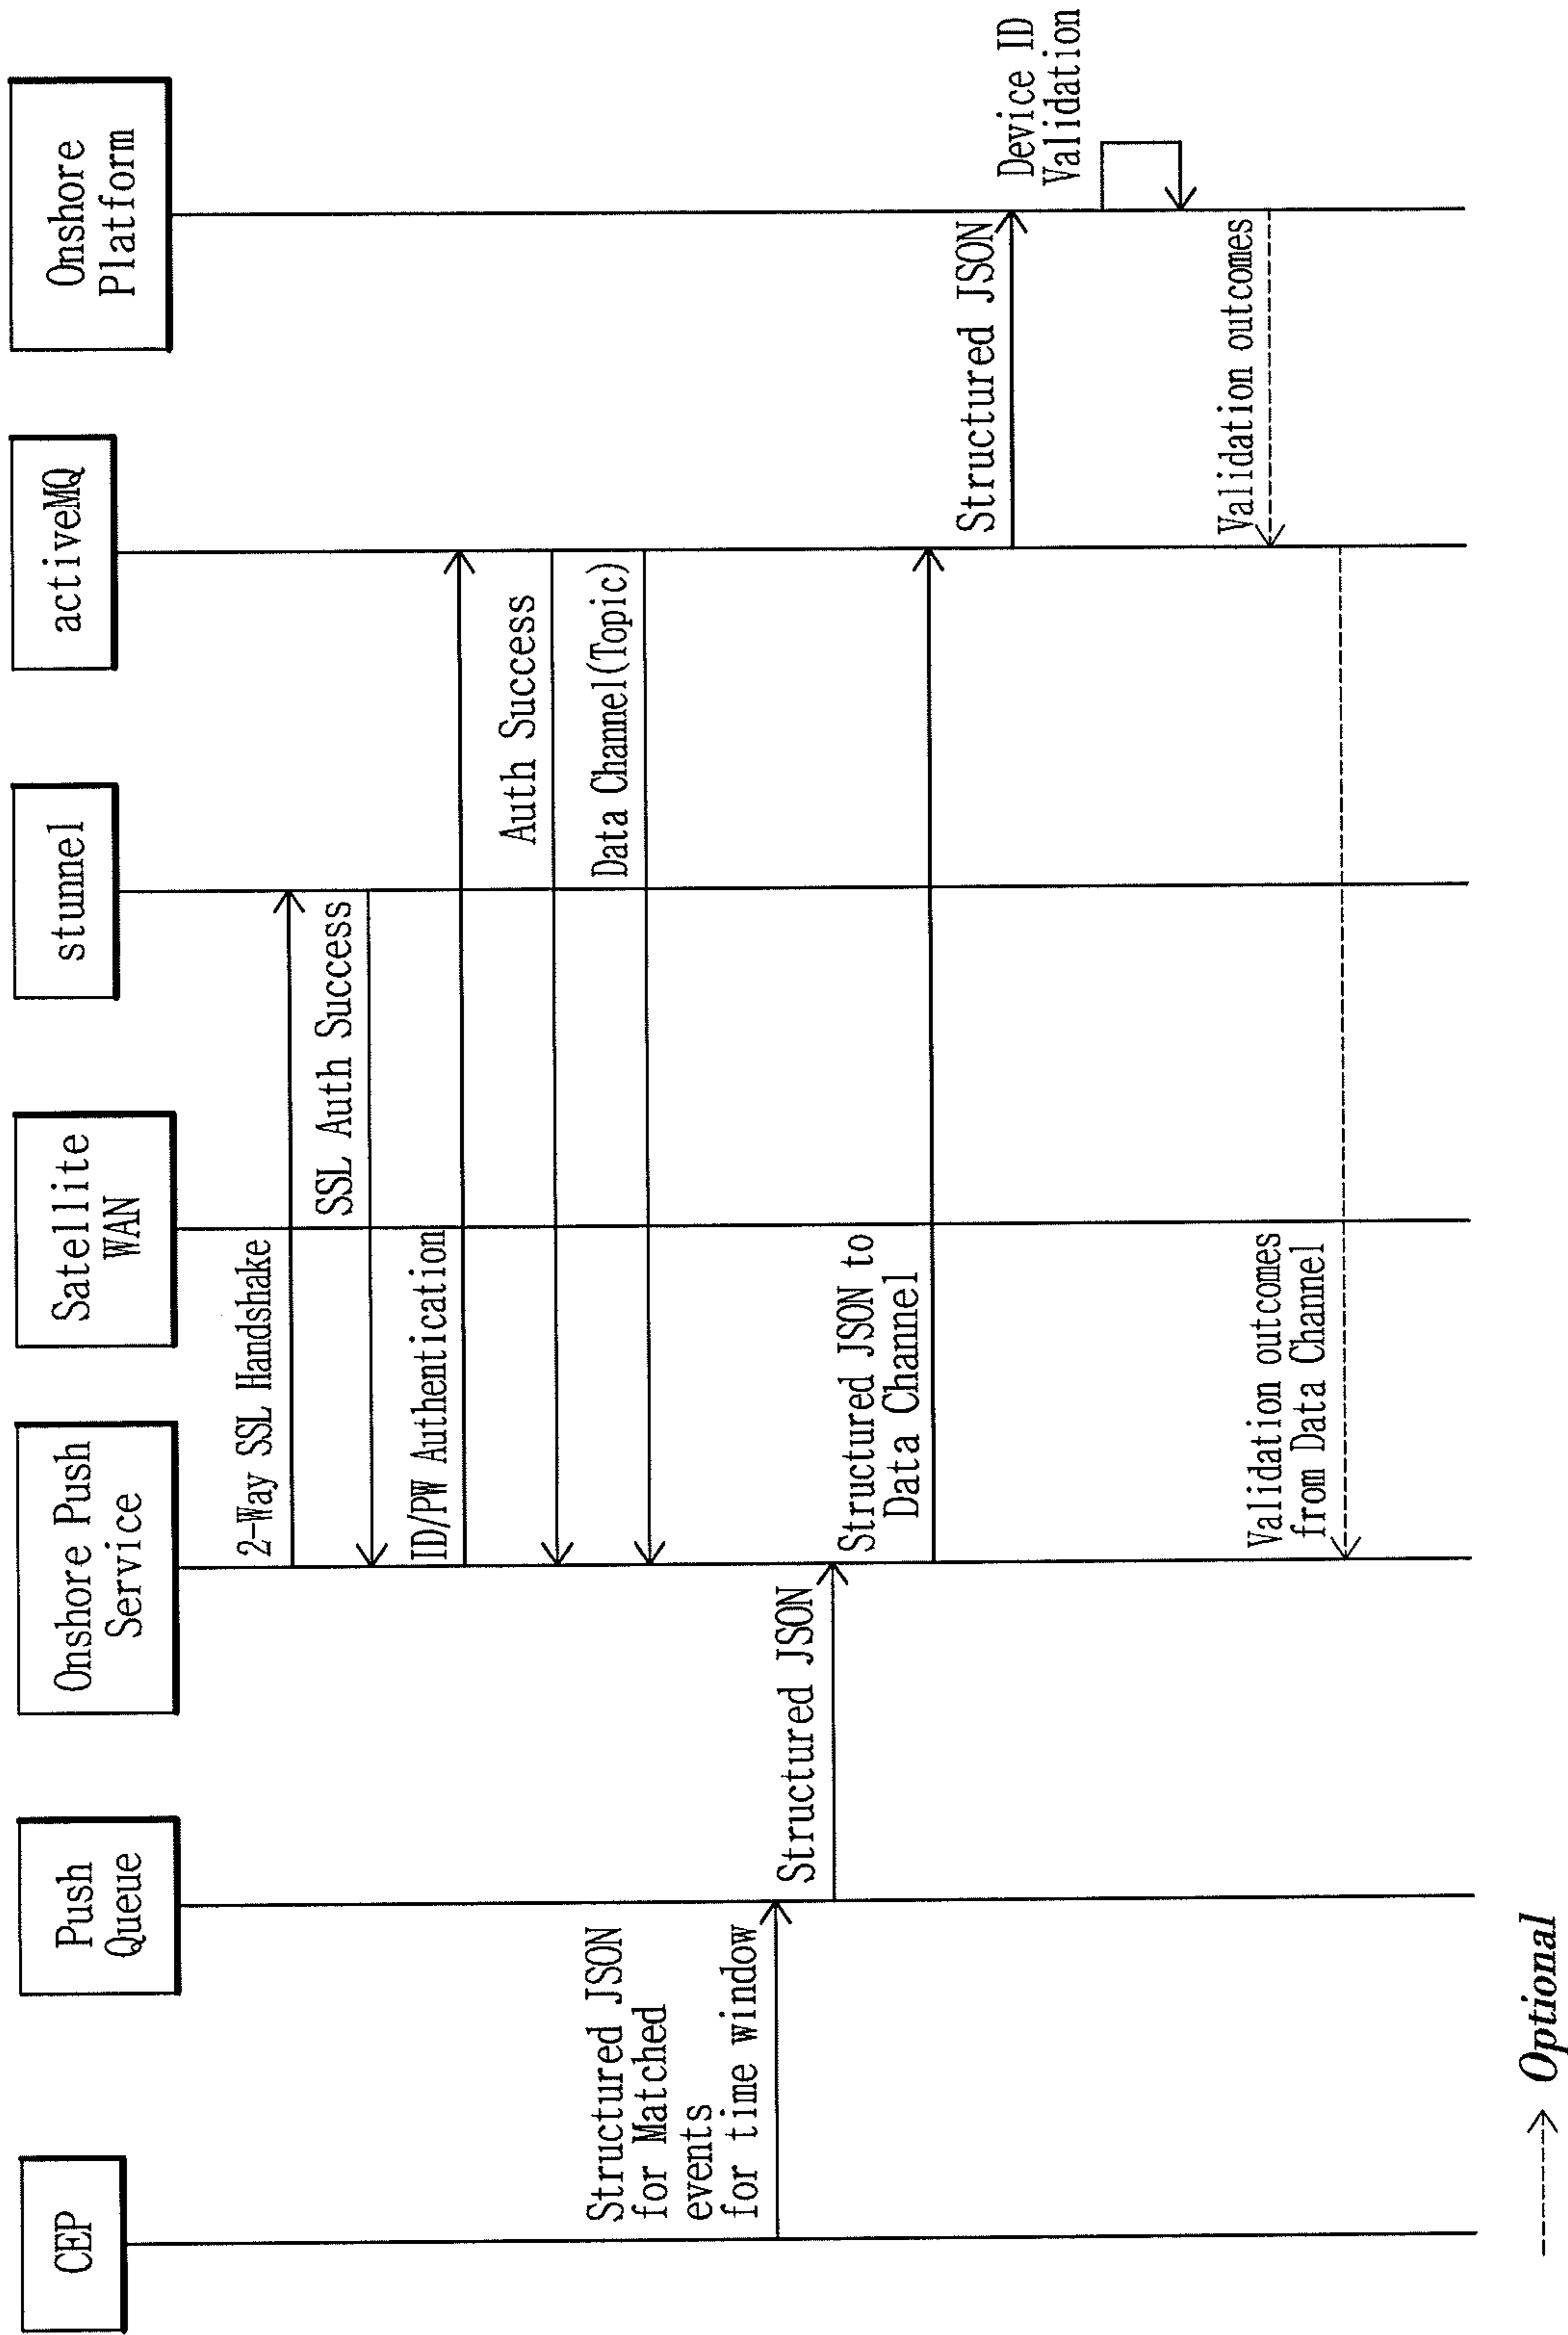 CEP
Push
Queue
Onshore Push
Service
Satellite
WAN
stunnel
activeMQ
Onshore
Platform
2-Way SSL Handshake
SSL Auth Success
ID/PW Authentication
Auth Success
Data Channel(Topic)
Structured JSON
for Matched
events
for time window
Structured JSON
Structured JSON to
Data Channel
Structured JSON
Device ID
Validation
Validation outcomes
Validation outcomes
from Data Channel
Optional